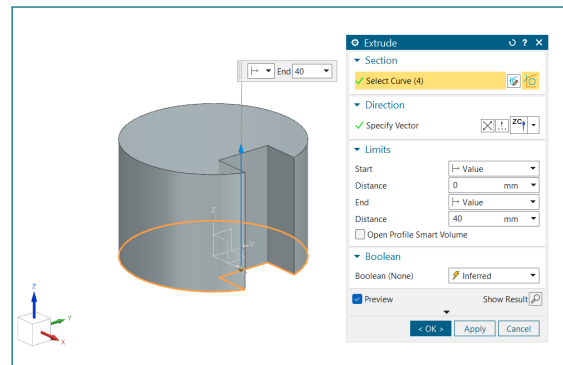 Extrude
End 40
Section
Select Curve (4)
Direction
Specify Vector ZC
Limits
Start Value
Distance 0 mm
End Value
Distance 40 mm
Open Profile Smart Volume
Boolean
Boolean (None) Inferred
Preview Show Result
< OK > Apply Cancel
Z
Y
Z
Y
X